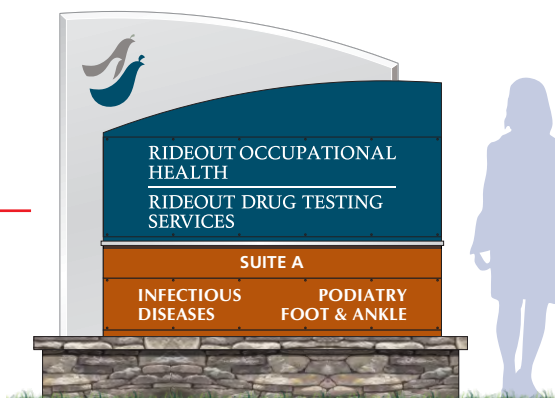 RIDEOUT OCCUPATIONAL
HEALTH
RIDEOUT DRUG TESTING
SERVICES
SUITE A
INFECTIOUS
DISEASES
PODIATRY
FOOT & ANKLE